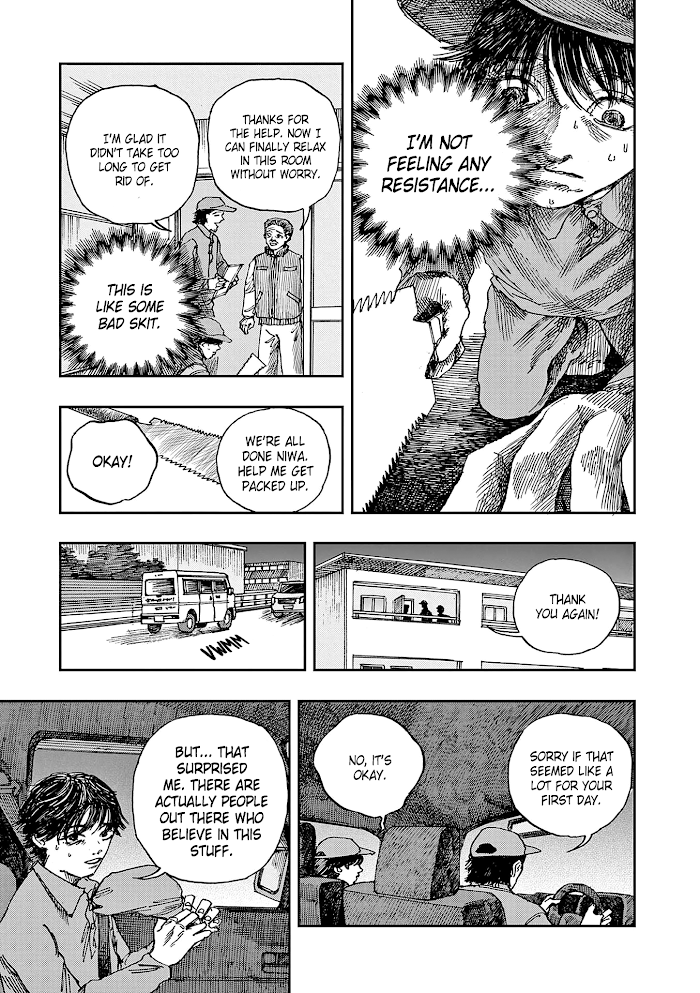 I'M NOT
FEELING ANY
RESISTANCE...
THANKS FOR
THE HELP. NOW I
CAN FINALLY RELAX
IN THIS ROOM
WITHOUT WORRY.
I'M GLAD IT
DIDN'T TAKE TOO
LONG TO GET
RID OF.
THIS IS
LIKE SOME
BAD SKIT.
WE'RE ALL
DONE NIWA.
HELP ME GET
PACKED UP.
OKAY!
THANK
YOU AGAIN!
VWMM
SORRY IF THAT
SEEMED LIKE A
LOT FOR YOUR
FIRST DAY.
NO, IT'S
OKAY.
BUT... THAT
SURPRISED
ME. THERE ARE
ACTUALLY PEOPLE
OUT THERE WHO
BELIEVE IN THIS
STUFF.